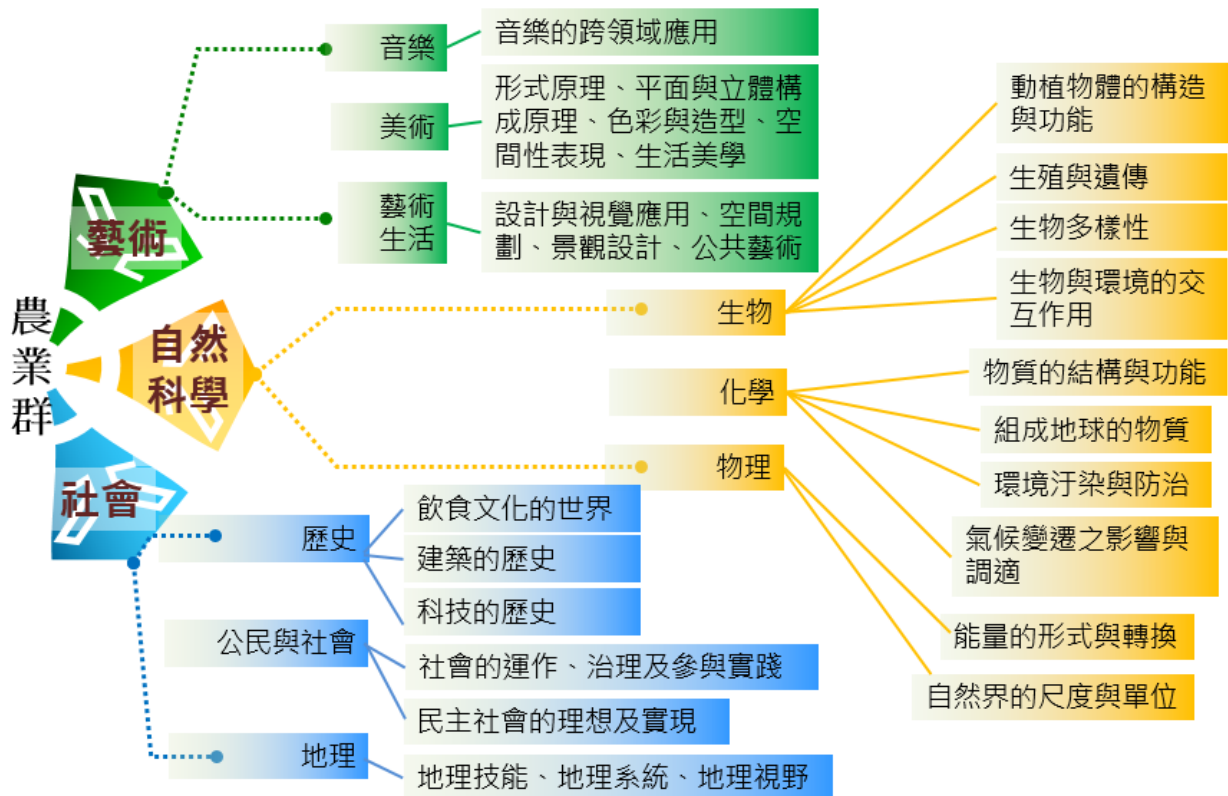 農業群
藝術
音樂
音樂的跨領域應用
美術
形式原理、平面與立體構
成原理、色彩與造型、空
間性表現、生活美學
藝術
生活
設計與視覺應用、空間規
劃、景觀設計、公共藝術
自然
科學
生物
動植物體的構造
與功能
生殖與遺傳
生物多樣性
生物與環境的交
互作用
化學
物質的結構與功能
組成地球的物質
環境汙染與防治
氣候變遷之影響與
調適
物理
能量的形式與轉換
自然界的尺度與單位
社會
歷史
飲食文化的世界
建築的歷史
科技的歷史
公民與社會
社會的運作、治理及參與實踐
民主社會的理想及實現
地理
地理技能、地理系統、地理視野